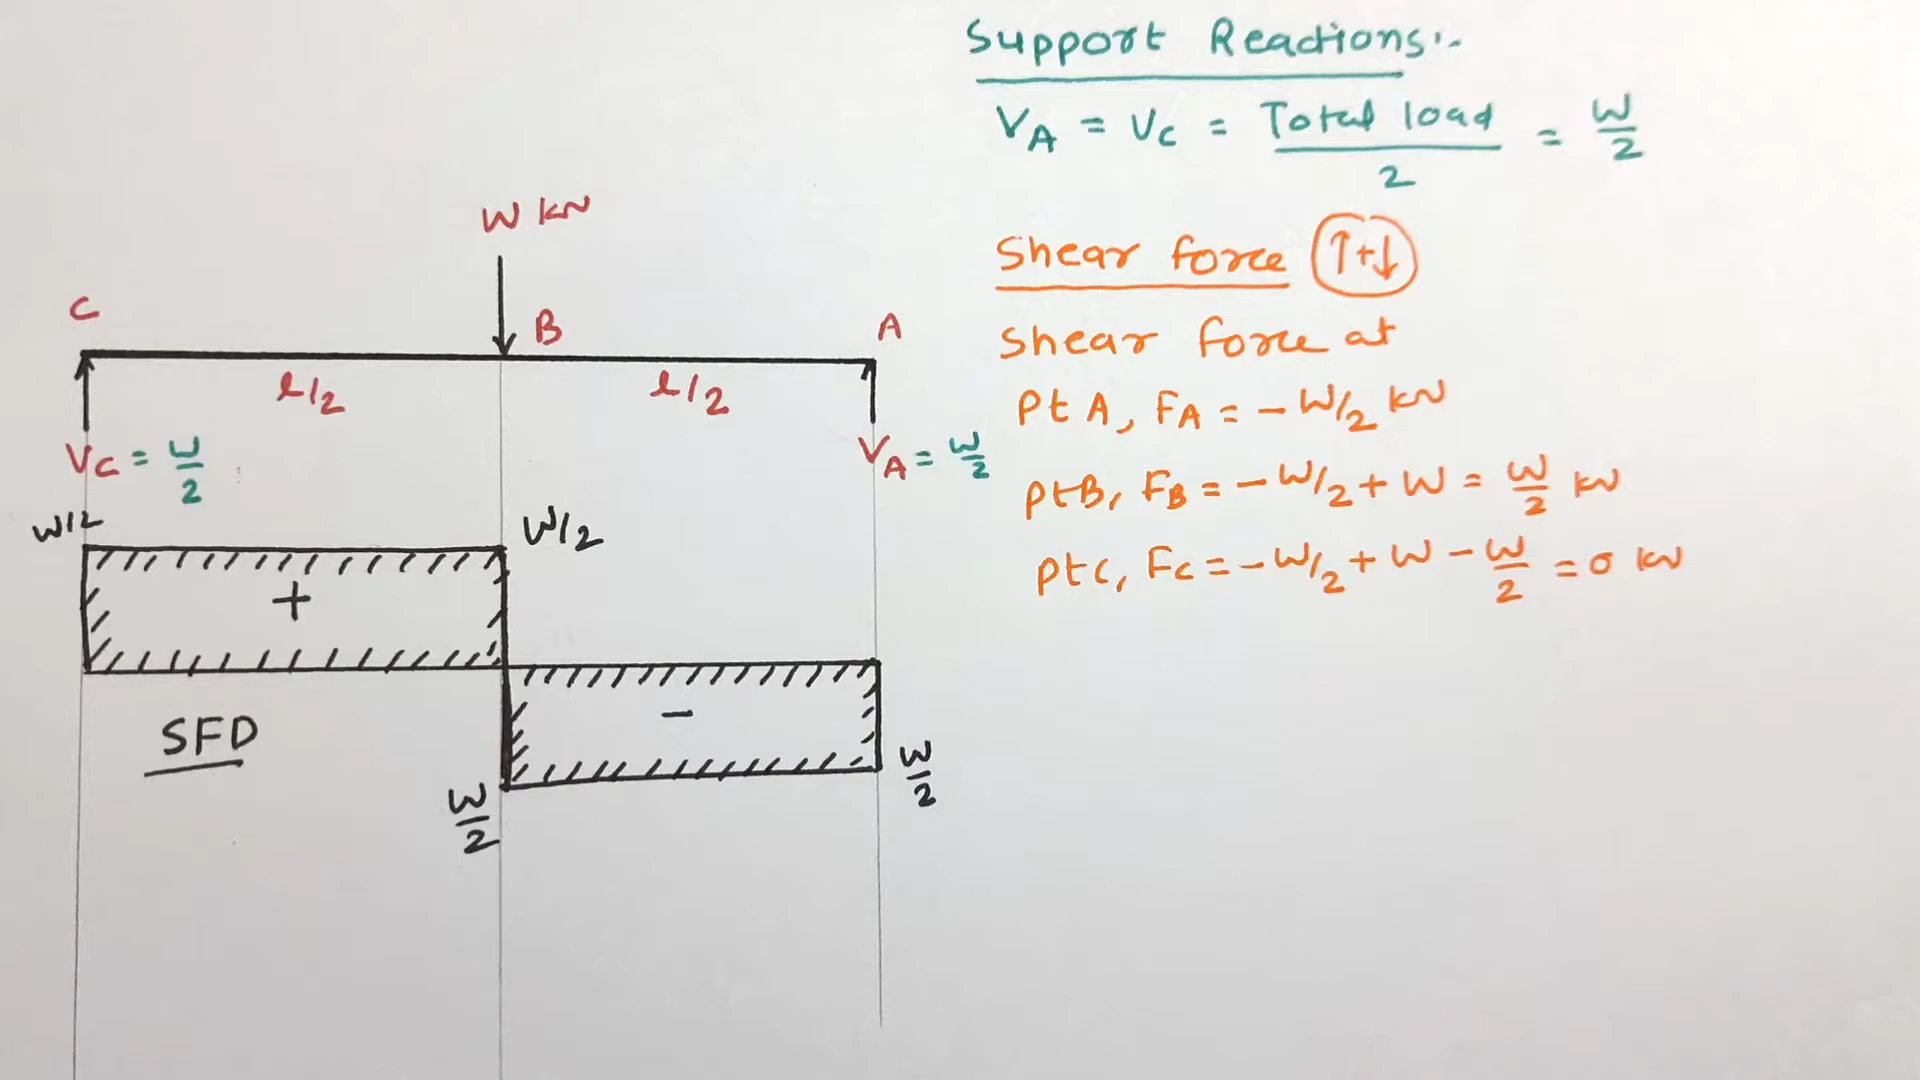 Support Reactions:-
VA = VC = Total load / 2 = W/2
Shear force ↑+↓
Shear force at
Pt A, FA = -W/2 kN
ptB, FB = -W/2 + W = W/2 kN
ptC, FC = -W/2 + W - W/2 = 0 kN
W kN
C
B
A
l/2
l/2
VC = W/2
VA = W/2
W/2
W/2
+
-
SFD
W/2
W/2